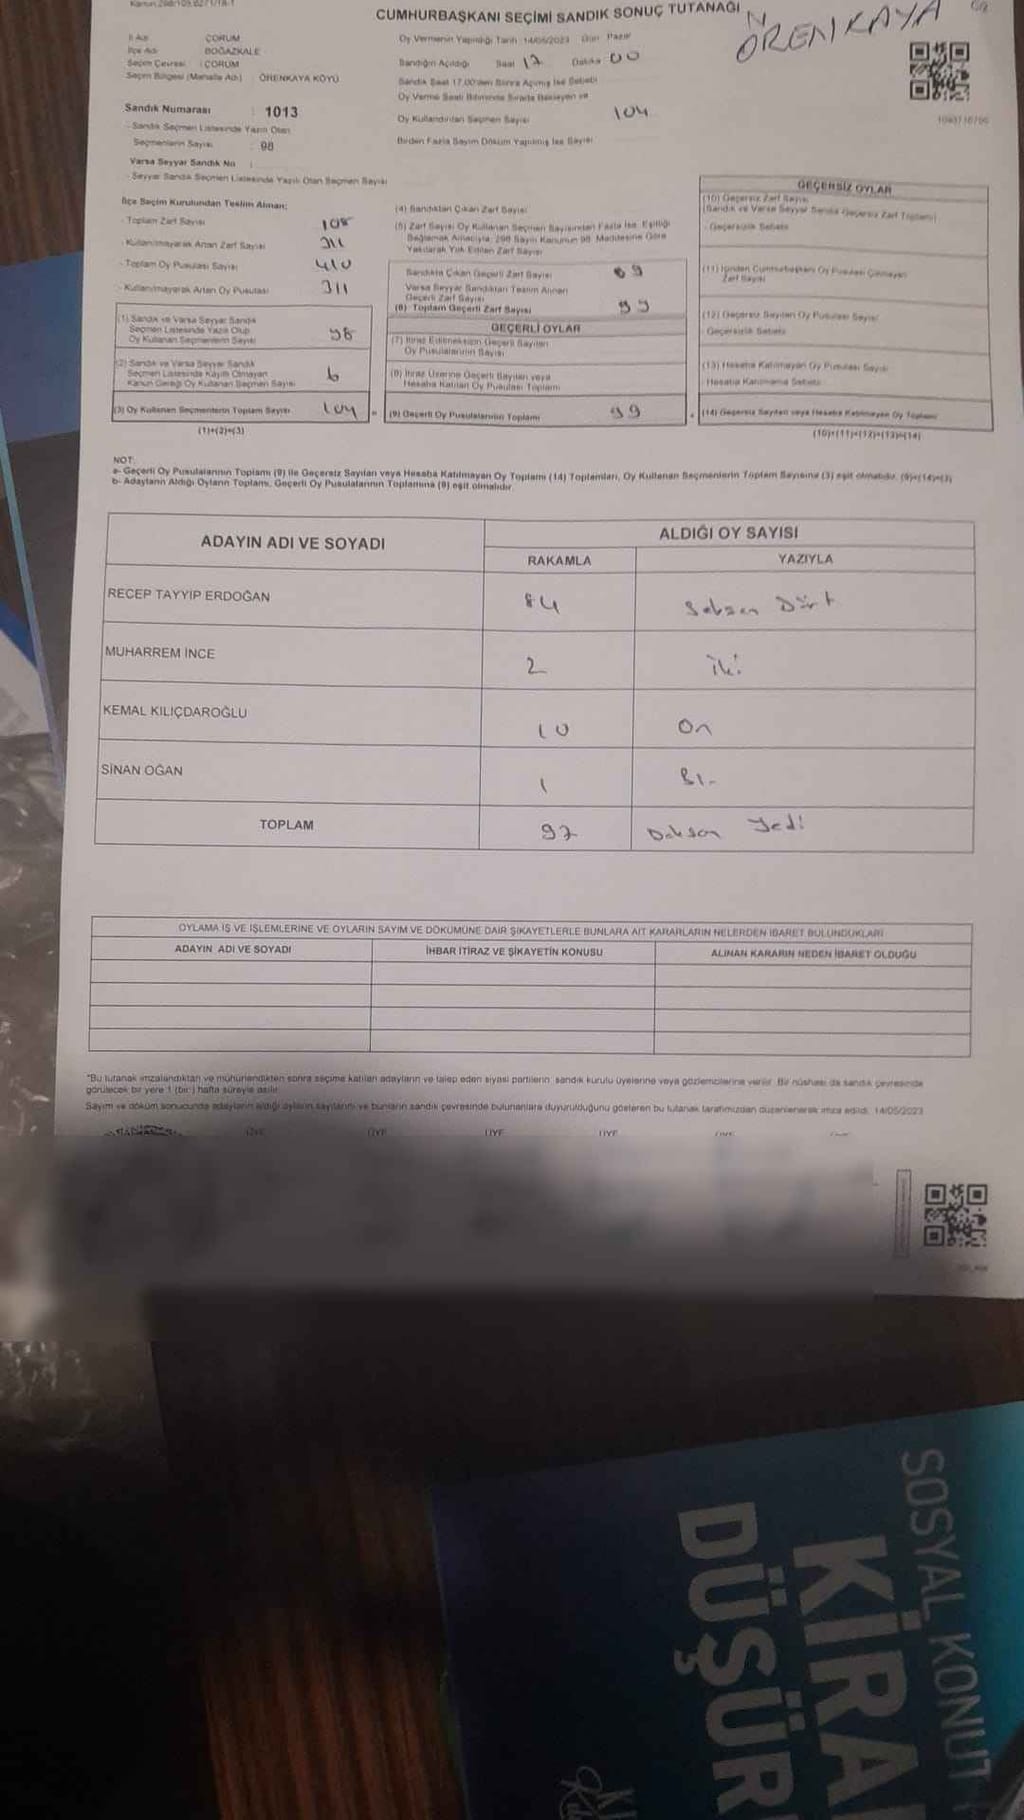 Kanun 298/105,
CUMHURBAŞKANI SEÇİMİ SANDIK SONUÇ TUTANAĞI
ÖRENKAYA
İl Adı : ÇORUM
İlçe Adı : BOĞAZKALE
Seçim Çevresi : ÇORUM
Seçim Bölgesi (Mahalle Adı) : ÖRENKAYA KÖYÜ
Oy Vermenin Yapıldığı Tarih 14/05/2023 Gün Pazar
Sandığın Açıldığı Saat 17 Dakika 00
Sandık Saat 17.00'den Sonra Açılmış İse Sebebi
Oy Verme Saati Bitiminde Sırada Bekleyen ve
Oy Kullandırılan Seçmen Sayısı 104
Birden Fazla Sayım Döküm Yapılmış İse Sayısı
Sandık Numarası : 1013
- Sandık Seçmen Listesinde Yazılı Olan
Seçmenlerin Sayısı : 98
Varsa Seyyar Sandık No :
- Seyyar Sandık Seçmen Listesinde Yazılı Olan Seçmen Sayısı
İlçe Seçim Kurulundan Teslim Alınan;
- Toplam Zarf Sayısı
- Kullanılmayarak Artan Zarf Sayısı 311
- Toplam Oy Pusulası Sayısı 410
- Kullanılmayarak Artan Oy Pusulası 311
(1) Sandık ve Varsa Seyyar Sandık
Seçmen Listesinde Yazılı Olup
Oy Kullanan Seçmenlerin Sayısı 98
(2) Sandık ve Varsa Seyyar Sandık
Seçmen Listesinde Kayıtlı Olmayan
Kanun Gereği Oy Kullanan Seçmen Sayısı 6
(3) Oy Kullanan Seçmenlerin Toplam Sayısı 104
(1)+(2)=(3)
(4) Sandıktan Çıkan Zarf Sayısı
(5) Zarf Sayısı Oy Kullanan Seçmen Sayısından Fazla İse, Eşitliği
Sağlamak Amacıyla, 298 Sayılı Kanunun 98. Maddesine Göre
Yakılarak Yok Edilen Zarf Sayısı
Sandıkta Çıkan Geçerli Zarf Sayısı
Varsa Seyyar Sandıktan Teslim Alınan
Geçerli Zarf Sayısı
(6) Toplam Geçerli Zarf Sayısı 99
GEÇERLİ OYLAR
(7) İtiraz Edilmeksizin Geçerli Sayılan
Oy Pusulalarının Sayısı
(8) İtiraz Üzerine Geçerli Sayılan veya
Hesaba Katılan Oy Pusulası Toplamı
= (9) Geçerli Oy Pusulalarının Toplamı 99
GEÇERSİZ OYLAR
(10) Geçersiz Zarf Sayısı
(Sandık ve Varsa Seyyar Sandık Geçersiz Zarf Toplamı)
- Geçersizlik Sebebi
(11) İçinden Cumhurbaşkanı Oy Pusulası Çıkmayan
Zarf Sayısı
(12) Geçersiz Sayılan Oy Pusulası Sayısı
- Geçersizlik Sebebi
(13) Hesaba Katılmayan Oy Pusulası Sayısı
- Hesaba Katılmama Sebebi
+ (14) Geçersiz Sayılan veya Hesaba Katılmayan Oy Toplamı
(10)+(11)+(12)+(13)=(14)
NOT:
a- Geçerli Oy Pusulalarının Toplamı (9) ile Geçersiz Sayılan veya Hesaba Katılmayan Oy Toplamı (14) Toplamları, Oy Kullanan Seçmenlerin Toplam Sayısına (3) eşit olmalıdır. (9)+(14)=(3)
b- Adayların Aldığı Oyların Toplamı, Geçerli Oy Pusulalarının Toplamına (9) eşit olmalıdır.
ADAYIN ADI VE SOYADI ALDIĞI OY SAYISI
RAKAMLA YAZIYLA
RECEP TAYYİP ERDOĞAN 84 Seksen Dört
MUHARREM İNCE 2 İki
KEMAL KILIÇDAROĞLU 10 On
SİNAN OĞAN 1 Bir
TOPLAM 97 Doksan Yedi
OYLAMA İŞ VE İŞLEMLERİNE VE OYLARIN SAYIM VE DÖKÜMÜNE DAİR ŞİKAYETLERLE BUNLARA AİT KARARLARIN NELERDEN İBARET BULUNDUKLARI
ADAYIN ADI VE SOYADI İHBAR İTİRAZ VE ŞİKAYETİN KONUSU ALINAN KARARIN NEDEN İBARET OLDUĞU
*Bu tutanak imzalandıktan ve mühürlendikten sonra seçime katılan adayların ve talep eden siyasi partilerin sandık kurulu üyelerine veya gözlemcilerine verilir. Bir nüshası da sandık çevresinde
görülecek bir yere 1 (bir) hafta süreyle asılır.
Sayım ve döküm sonucunda adayların aldığı oyların sayılarını ve bunların sandık çevresinde bulunanlara duyurulduğunu gösteren bu tutanak tarafımızdan düzenlenerek imza edildi. 14/05/2023
ÜYE ÜYE ÜYE ÜYE ÜYE
SOSYAL KONUT
KİRA
DÜŞÜR